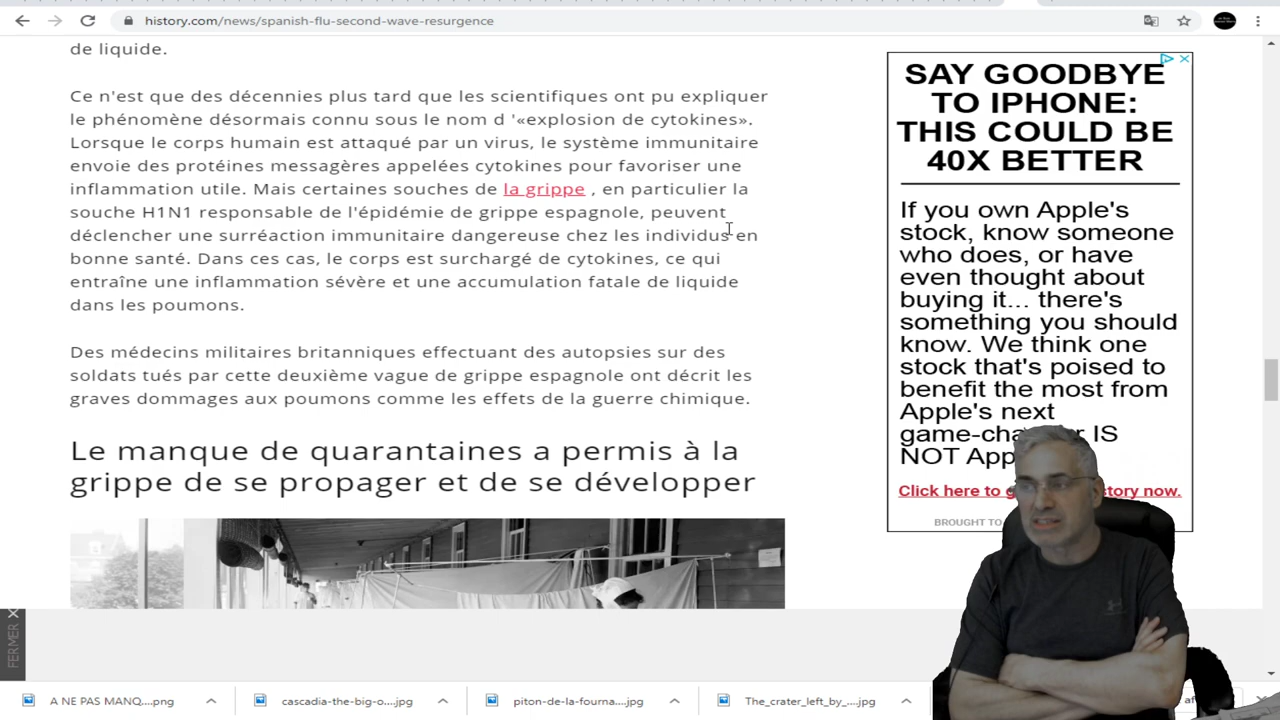 history.com/news/spanish-flu-second-wave-resurgence
de liquide.
Ce n'est que des décennies plus tard que les scientifiques ont pu expliquer
le phénomène désormais connu sous le nom d '«explosion de cytokines».
Lorsque le corps humain est attaqué par un virus, le système immunitaire
envoie des protéines messagères appelées cytokines pour favoriser une
inflammation utile. Mais certaines souches de la grippe , en particulier la
souche H1N1 responsable de l'épidémie de grippe espagnole, peuvent
déclencher une surréaction immunitaire dangereuse chez les individus en
bonne santé. Dans ces cas, le corps est surchargé de cytokines, ce qui
entraîne une inflammation sévère et une accumulation fatale de liquide
dans les poumons.
Des médecins militaires britanniques effectuant des autopsies sur des
soldats tués par cette deuxième vague de grippe espagnole ont décrit les
graves dommages aux poumons comme les effets de la guerre chimique.
Le manque de quarantaines a permis à la
grippe de se propager et de se développer
SAY GOODBYE
TO IPHONE:
THIS COULD BE
40X BETTER
If you own Apple's
stock, know someone
who does, or have
even thought about
buying it... there's
something you should
know. We think one
stock that's poised to
benefit the most from
Apple's next
IS
NOT
Click here to now.
BROUGHT TO
FERMER
A NE PAS MANQ....png
cascadia-the-big-o....jpg
piton-de-la-fourna....jpg
The_crater_left_by_....jpg